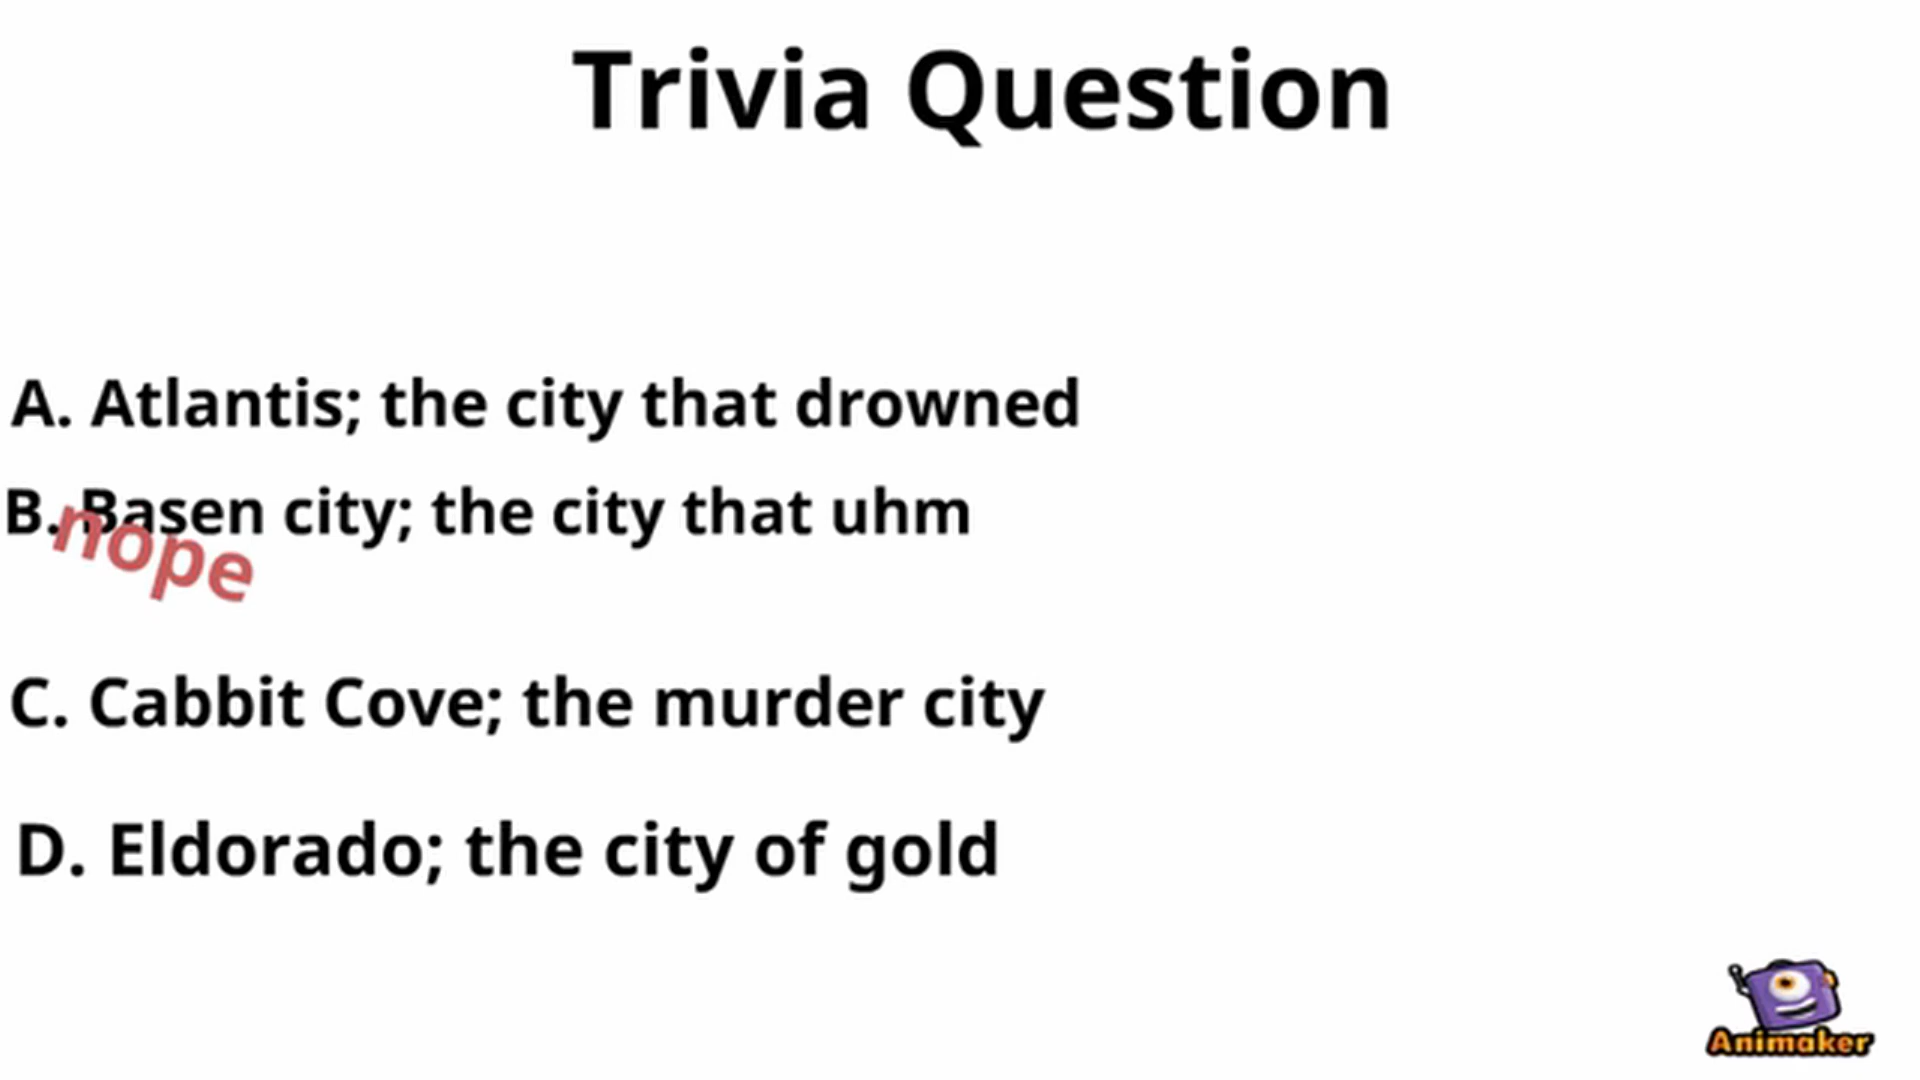 Trivia Question
A. Atlantis; the city that drowned
B. Basen city; the city that uhm
nope
C. Cabbit Cove; the murder city
D. Eldorado; the city of gold
Animaker